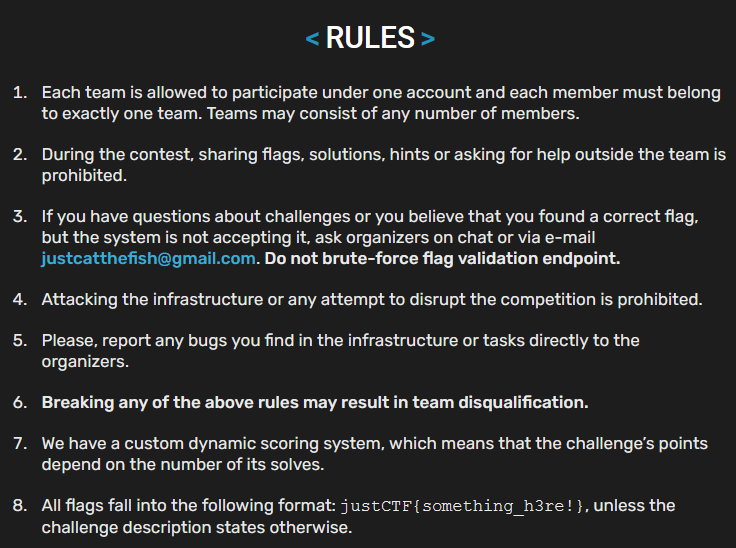 < RULES >
1. Each team is allowed to participate under one account and each member must belong
to exactly one team. Teams may consist of any number of members.
2. During the contest, sharing flags, solutions, hints or asking for help outside the team is
prohibited.
3. If you have questions about challenges or you believe that you found a correct flag,
but the system is not accepting it, ask organizers on chat or via e-mail
justcatthefish@gmail.com. Do not brute-force flag validation endpoint.
4. Attacking the infrastructure or any attempt to disrupt the competition is prohibited.
5. Please, report any bugs you find in the infrastructure or tasks directly to the
organizers.
6. Breaking any of the above rules may result in team disqualification.
7. We have a custom dynamic scoring system, which means that the challenge’s points
depend on the number of its solves.
8. All flags fall into the following format: justCTF{something_h3re!}, unless the
challenge description states otherwise.